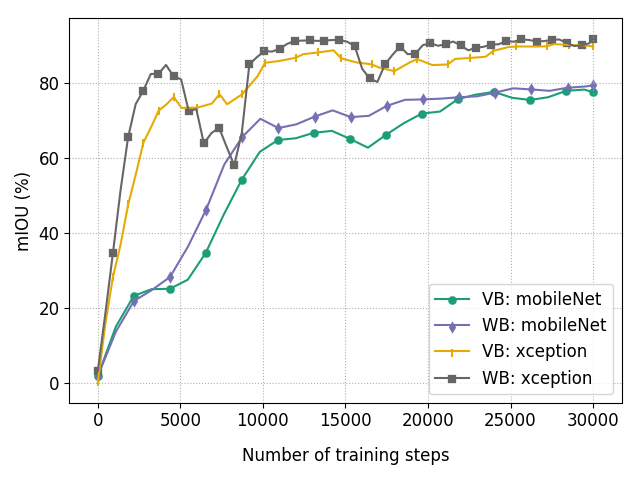 80
60
40
20
0
mIOU (%)
VB: mobileNet
WB: mobileNet
VB: xception
WB: xception
0 5000 10000 15000 20000 25000 30000
Number of training steps